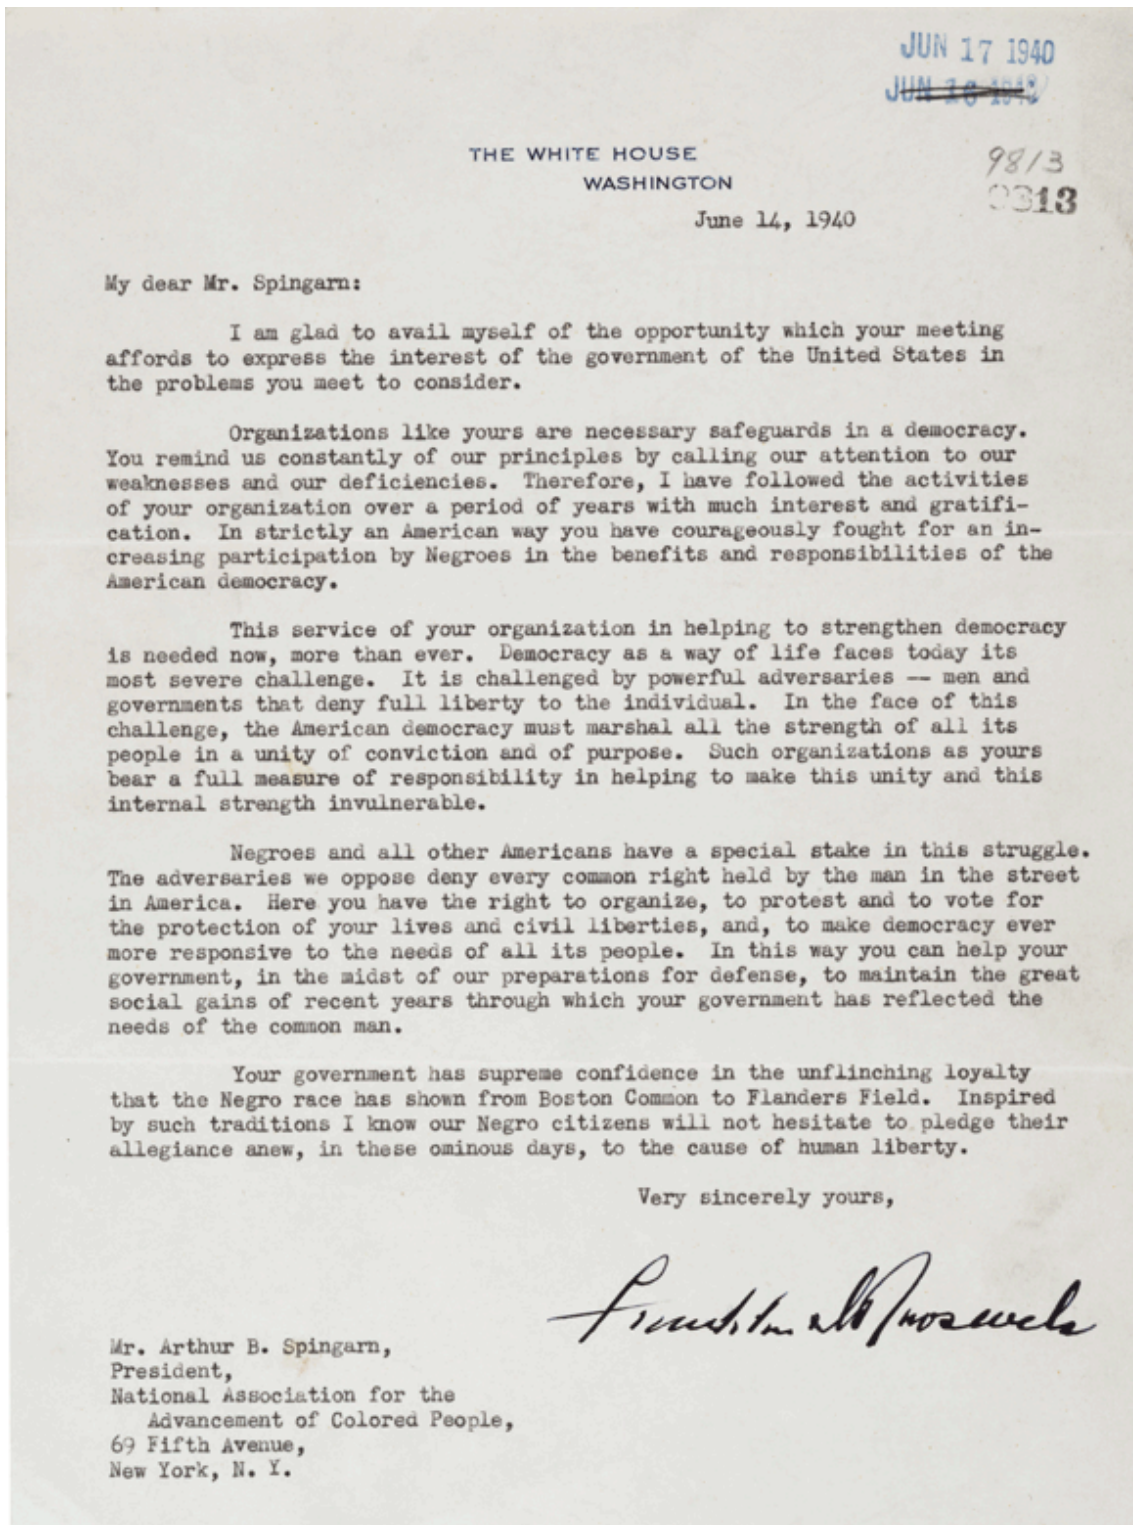 JUN 17 1940
JUN 16 1940
THE WHITE HOUSE
WASHINGTON
9813
13
June 14, 1940
My dear Mr. Spingarn:
I am glad to avail myself of the opportunity which your meeting
affords to express the interest of the government of the United States in
the problems you meet to consider.
Organizations like yours are necessary safeguards in a democracy.
You remind us constantly of our principles by calling our attention to our
weaknesses and our deficiencies. Therefore, I have followed the activities
of your organization over a period of years with much interest and gratifi-
cation. In strictly an American way you have courageously fought for an in-
creasing participation by Negroes in the benefits and responsibilities of the
American democracy.
This service of your organization in helping to strengthen democracy
is needed now, more than ever. Democracy as a way of life faces today its
most severe challenge. It is challenged by powerful adversaries -- men and
governments that deny full liberty to the individual. In the face of this
challenge, the American democracy must marshal all the strength of all its
people in a unity of conviction and of purpose. Such organizations as yours
bear a full measure of responsibility in helping to make this unity and this
internal strength invulnerable.
Negroes and all other Americans have a special stake in this struggle.
The adversaries we oppose deny every common right held by the man in the street
in America. Here you have the right to organize, to protest and to vote for
the protection of your lives and civil liberties, and, to make democracy ever
more responsive to the needs of all its people. In this way you can help your
government, in the midst of our preparations for defense, to maintain the great
social gains of recent years through which your government has reflected the
needs of the common man.
Your government has supreme confidence in the unflinching loyalty
that the Negro race has shown from Boston Common to Flanders Field. Inspired
by such traditions I know our Negro citizens will not hesitate to pledge their
allegiance anew, in these ominous days, to the cause of human liberty.
Very sincerely yours,
Franklin D Roosevelt
Mr. Arthur B. Spingarn,
President,
National Association for the
Advancement of Colored People,
69 Fifth Avenue,
New York, N. Y.